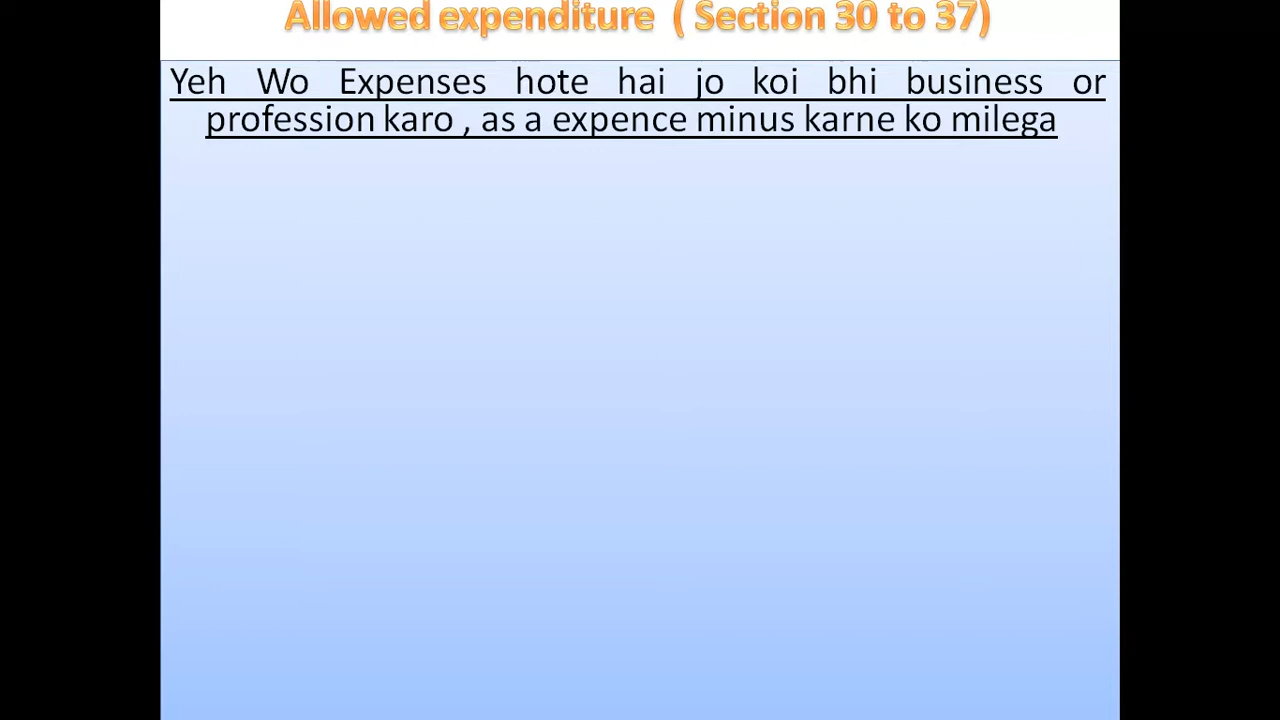 Allowed expenditure ( Section 30 to 37)
Yeh Wo Expenses hote hai jo koi bhi business or
profession karo , as a expence minus karne ko milega